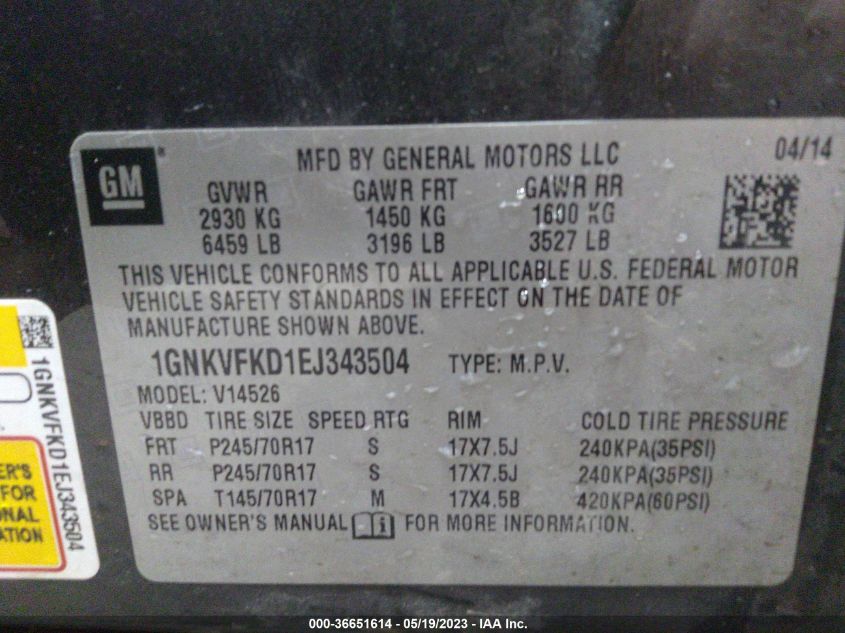 GM®
MFD BY GENERAL MOTORS LLC 04/14
GVWR GAWR FRT GAWR RR
2930 KG 1450 KG 1600 KG
6459 LB 3196 LB 3527 LB
THIS VEHICLE CONFORMS TO ALL APPLICABLE U.S. FEDERAL MOTOR
VEHICLE SAFETY STANDARDS IN EFFECT ON THE DATE OF
MANUFACTURE SHOWN ABOVE.
1GNKVFKD1EJ343504 TYPE: M.P.V.
MODEL: V14526
VBBD TIRE SIZE SPEED RTG RIM COLD TIRE PRESSURE
FRT P245/70R17 S 17X7.5J 240KPA(35PSI)
RR P245/70R17 S 17X7.5J 240KPA(35PSI)
SPA T145/70R17 M 17X4.5B 420KPA(60PSI)
SEE OWNER'S MANUAL FOR MORE INFORMATION.
1GNKVFKD1EJ343504
ER'S
FOR
ONAL
ATION
000-36651614 - 05/19/2023 - IAA Inc.